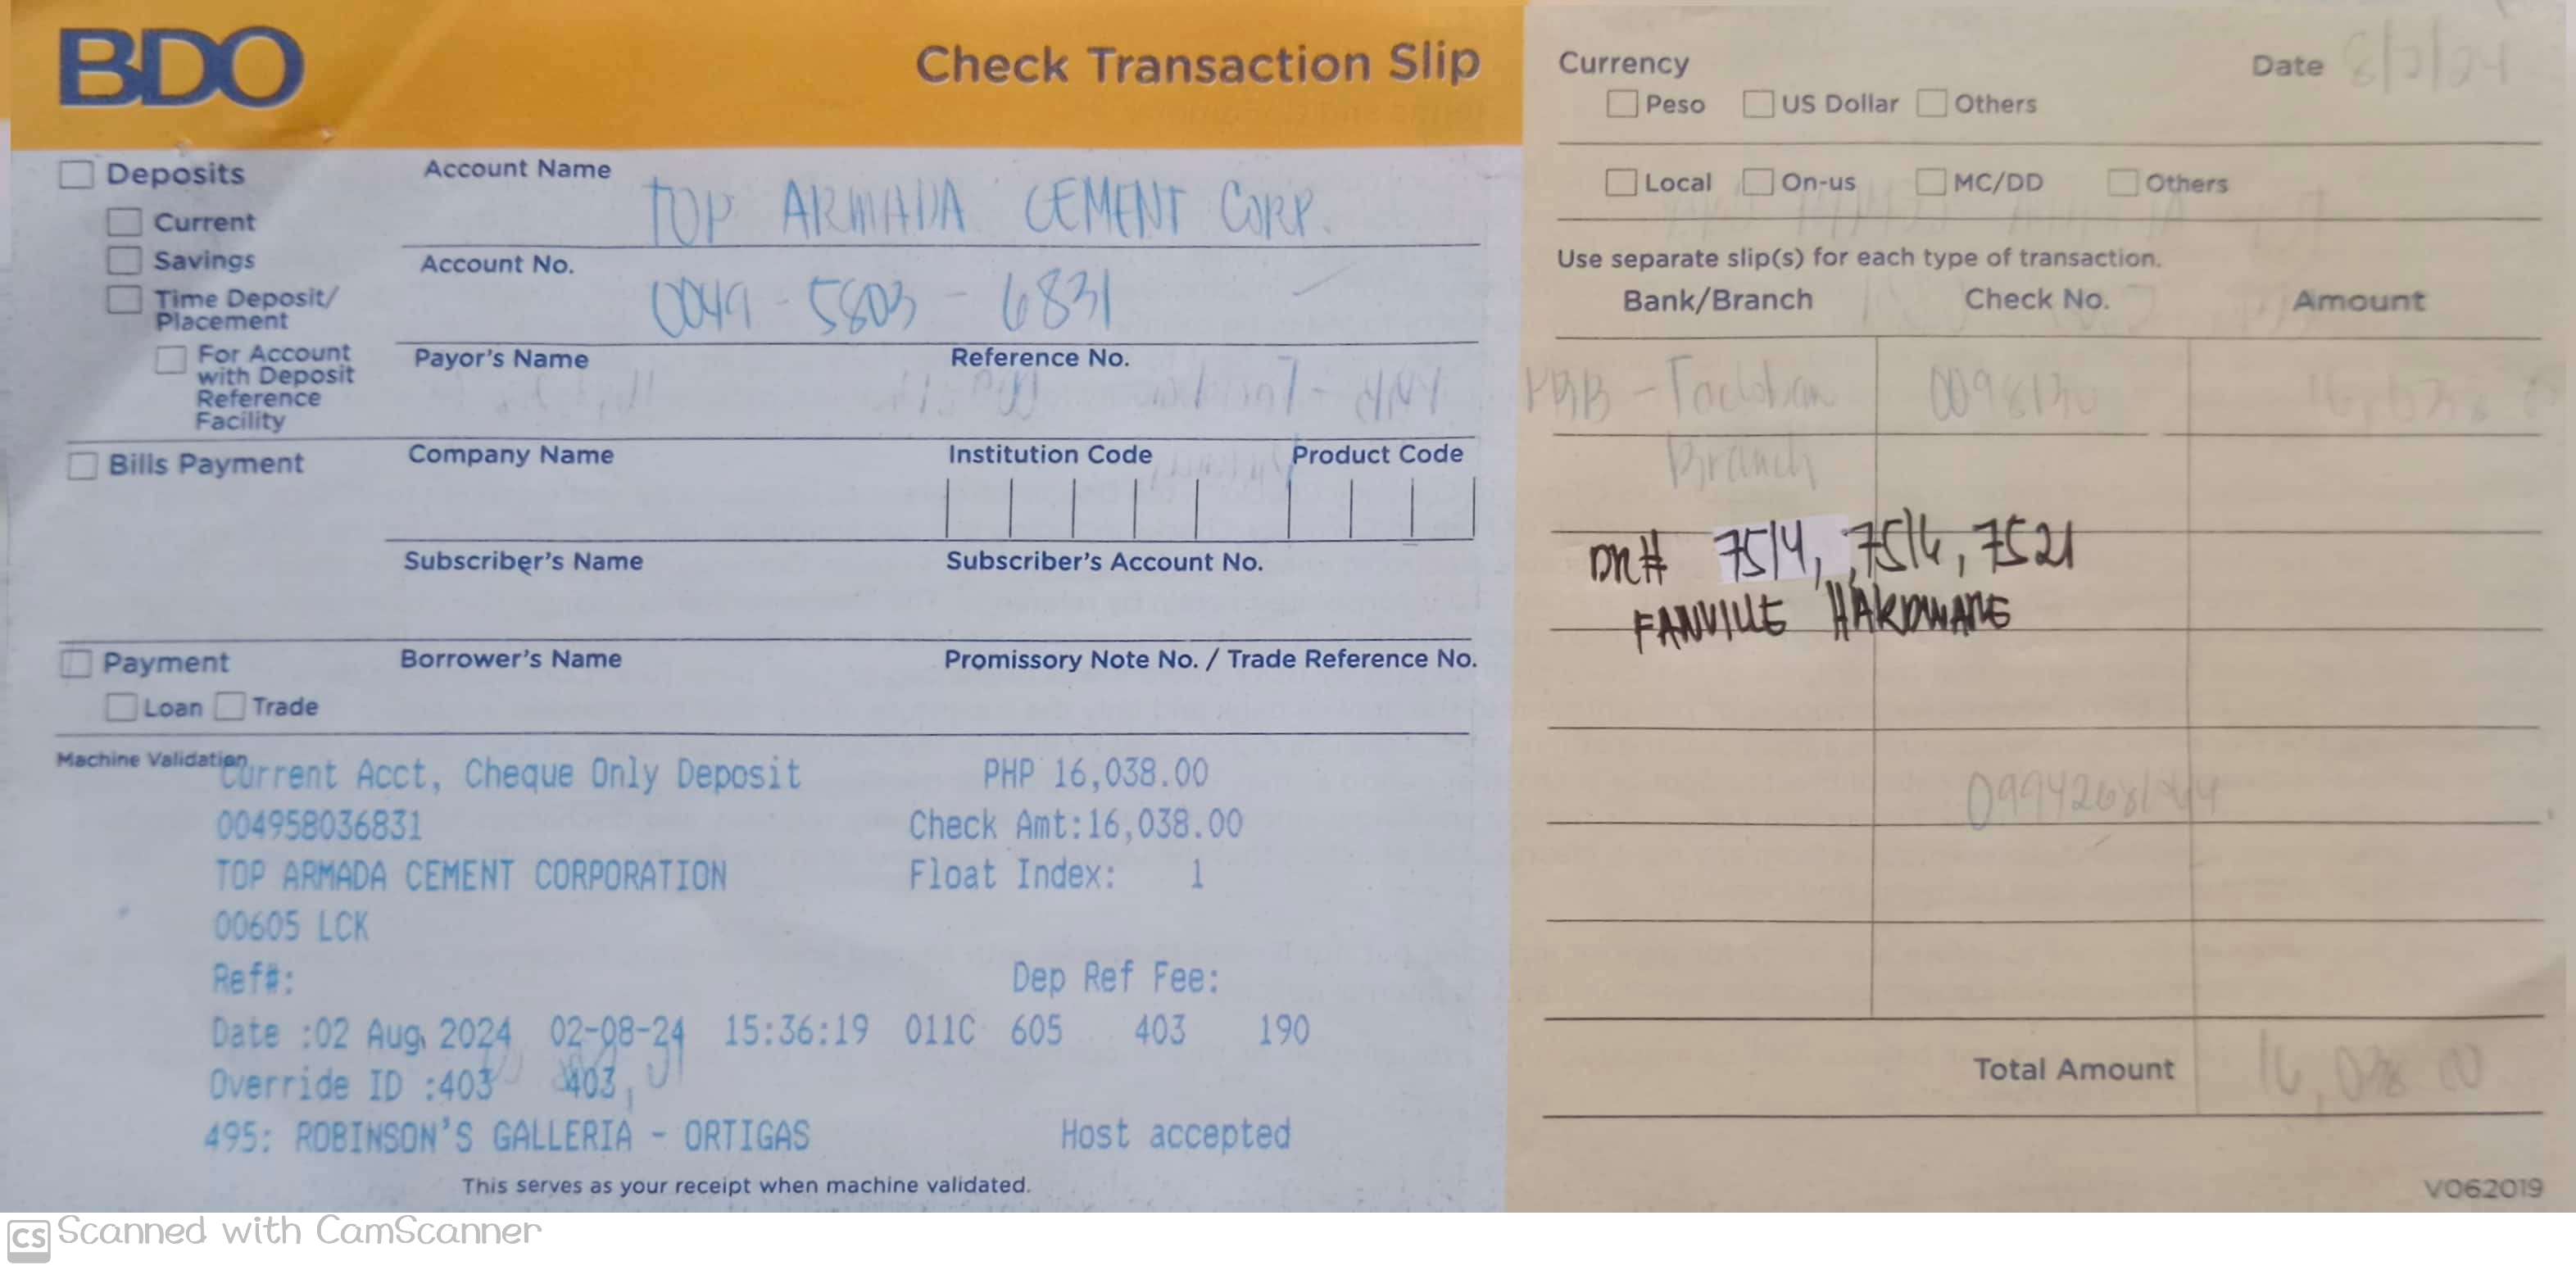 BDO
Check Transaction Slip
Deposits
Current
Savings
Time Deposit/
Placement
For Account
with Deposit
Reference
Facility
Account Name
TOP ARMADA CEMENT CORP.
Account No.
0049 - 5803 - 6831
Payor's Name Reference No.
Bills Payment
Company Name Institution Code Product Code
Subscriber's Name Subscriber's Account No.
Payment
Loan Trade
Borrower's Name Promissory Note No. / Trade Reference No.
Machine Validation
Current Acct, Cheque Only Deposit PHP 16,038.00
004958036831 Check Amt:16,038.00
TOP ARMADA CEMENT CORPORATION Float Index: 1
00605 LCK
Ref#: Dep Ref Fee:
Date :02 Aug, 2024 02-08-24 15:36:19 011C 605 403 190
Override ID :403 403,
495: ROBINSON'S GALLERIA - ORTIGAS Host accepted
This serves as your receipt when machine validated.
Currency Date 8/2/24
Peso US Dollar Others
Local On-us MC/DD Others
Use separate slip(s) for each type of transaction.
Bank/Branch Check No. Amount
Branch
DR# 7514, 7516, 7521
FANVILLE HARDWARE
Total Amount 16,038 00
V062019
CS Scanned with CamScanner